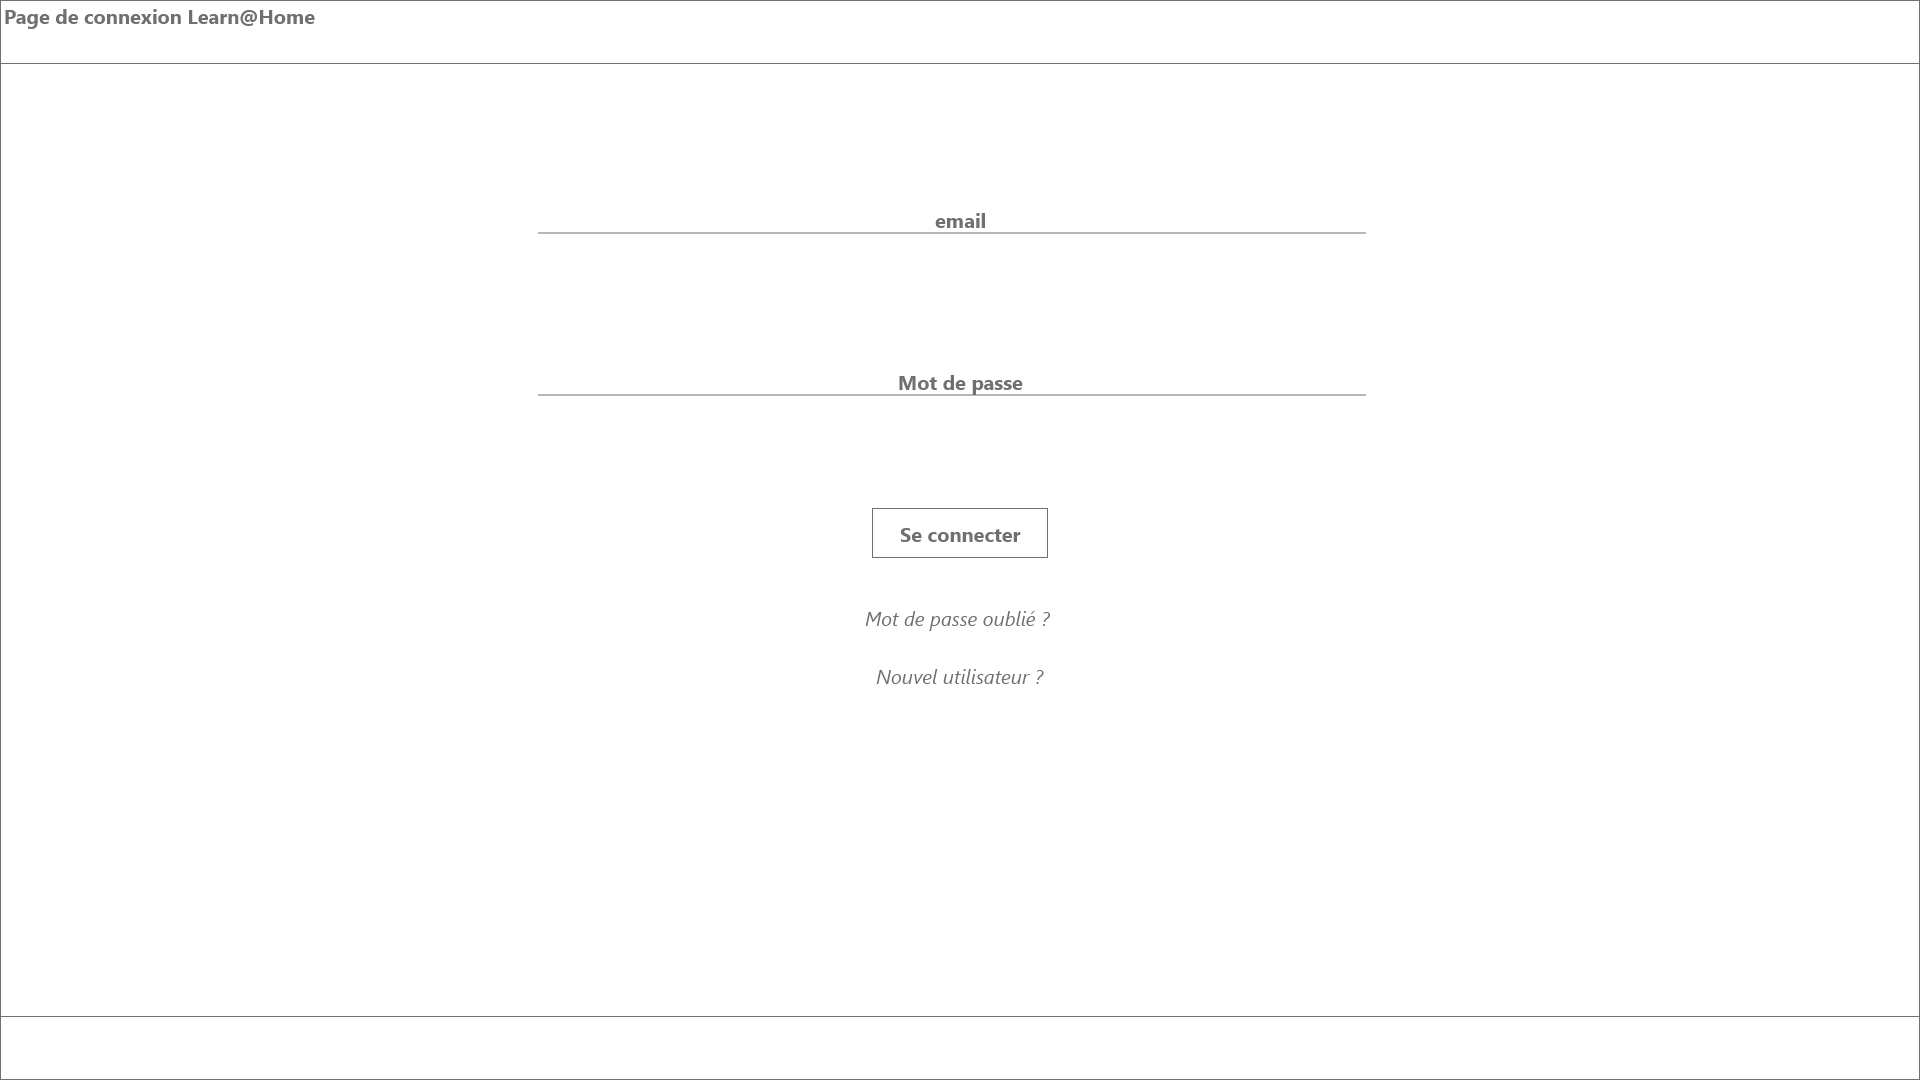 Page de connexion Learn@Home
email
Mot de passe
Se connecter
Mot de passe oublié ?
Nouvel utilisateur ?